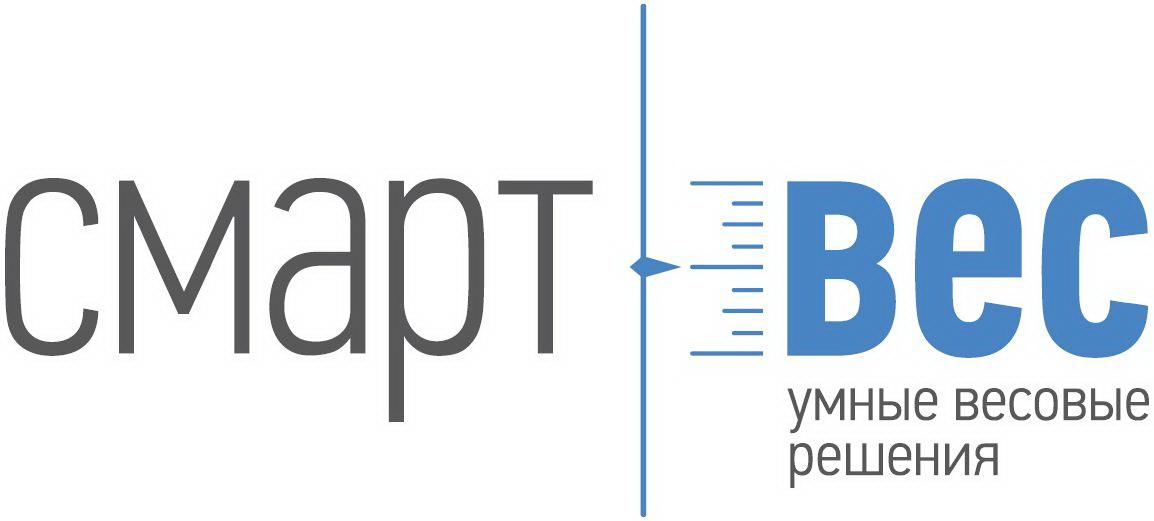 смарт вес
умные весовые
решения